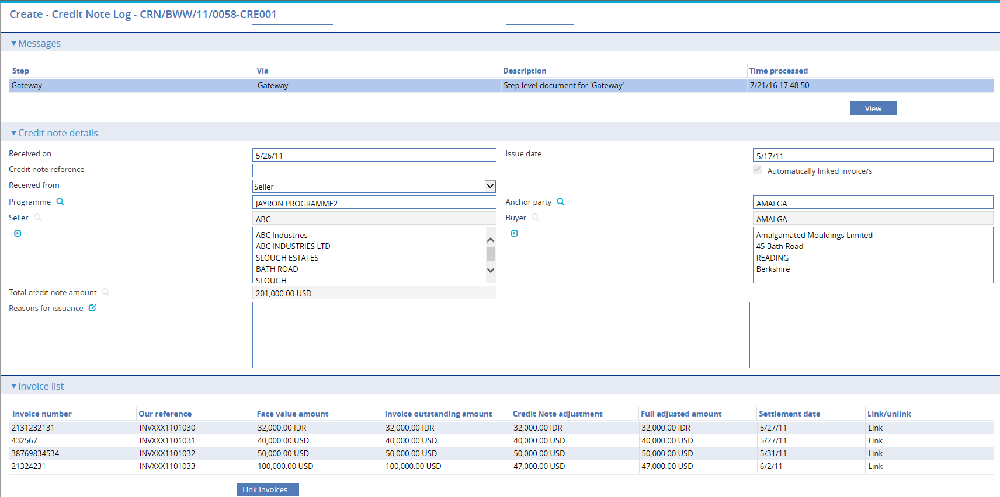 Create - Credit Note Log - CRN/BWW/11/0058-CRE001
Messages
Step Via Description Time processed
Gateway Gateway Step level document for 'Gateway' 7/21/16 17:48:50
View
Credit note details
Received on 5/26/11 Issue date 5/17/11
Credit note reference Automatically linked invoice/s
Received from Seller
Programme JAYRON PROGRAMME2 Anchor party AMALGA
Seller ABC Buyer AMALGA
ABC Industries Amalgamated Mouldings Limited
ABC INDUSTRIES LTD 45 Bath Road
SLOUGH ESTATES READING
BATH ROAD Berkshire
SLOUGH
Total credit note amount 201,000.00 USD
Reasons for issuance
Invoice list
Invoice number Our reference Face value amount Invoice outstanding amount Credit Note adjustment Full adjusted amount Settlement date Link/unlink
2131232131 INVXXX1101030 32,000.00 IDR 32,000.00 IDR 32,000.00 IDR 32,000.00 IDR 5/27/11 Link
432567 INVXXX1101031 40,000.00 USD 40,000.00 USD 40,000.00 USD 40,000.00 USD 5/27/11 Link
38769834534 INVXXX1101032 50,000.00 USD 50,000.00 USD 50,000.00 USD 50,000.00 USD 5/31/11 Link
21324231 INVXXX1101033 100,000.00 USD 100,000.00 USD 47,000.00 USD 47,000.00 USD 6/2/11 Link
Link Invoices...